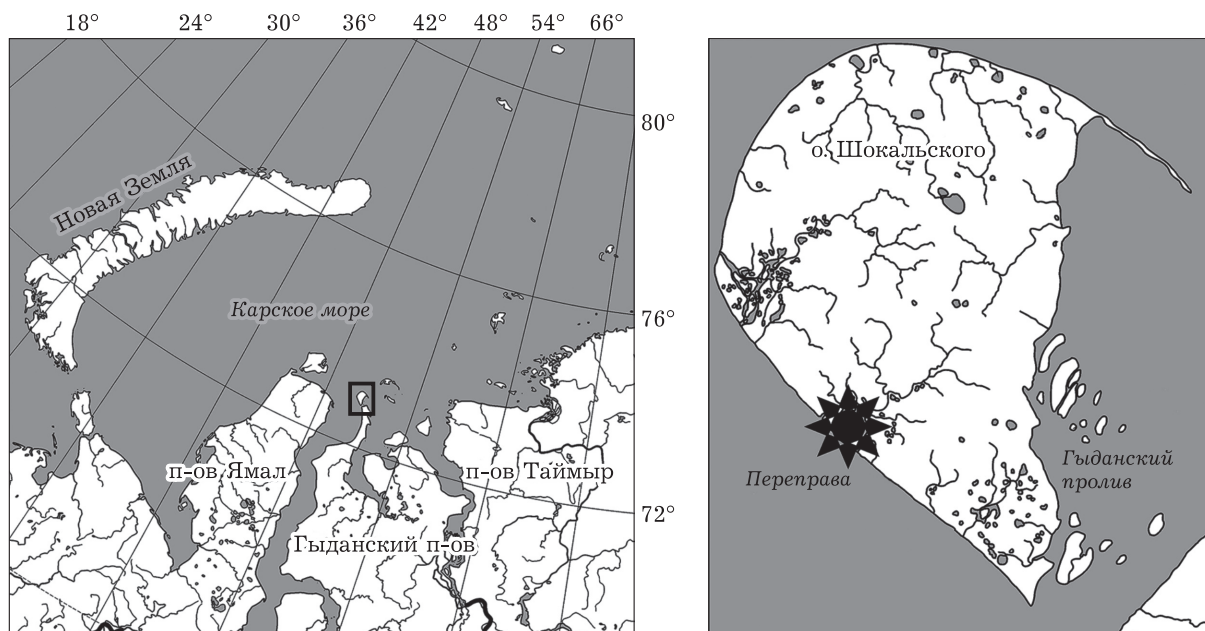 18° 24° 30° 36° 42° 48° 54° 66°
80°
76°
72°
Новая Земля
Карское море
п-ов Ямал
п-ов Таймыр
Гыданский п-ов
о. Шокальского
Переправа
Гыданский
пролив